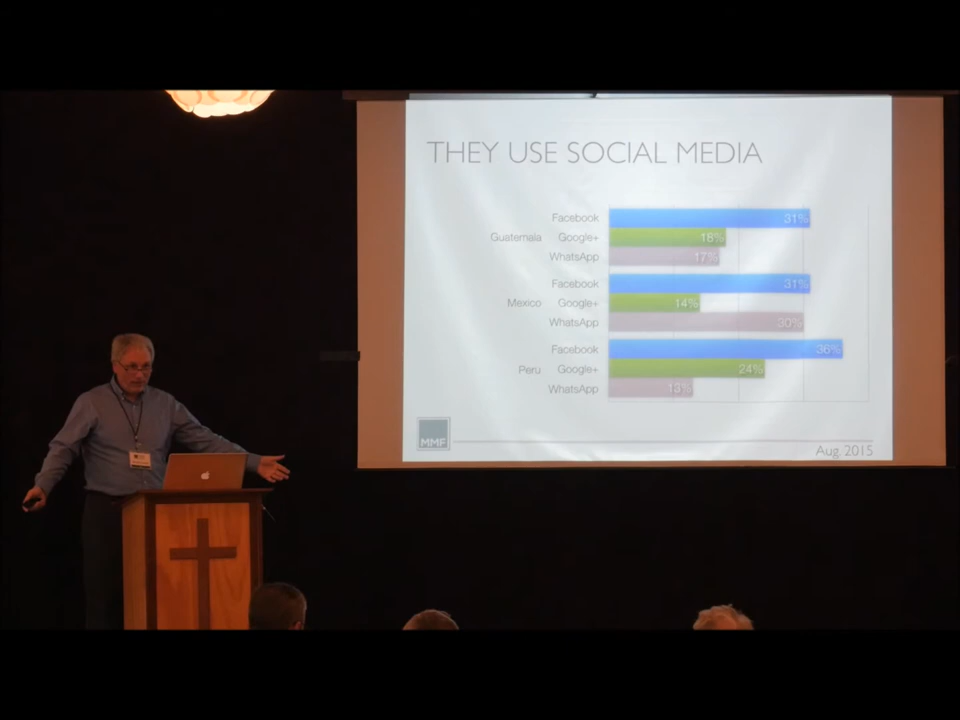 THEY USE SOCIAL MEDIA
Facebook 31%
Guatemala Google+ 18%
WhatsApp 17%
Facebook 31%
Mexico Google+ 14%
WhatsApp 30%
Facebook 36%
Peru Google+ 24%
WhatsApp 13%
MMF
Aug, 2015